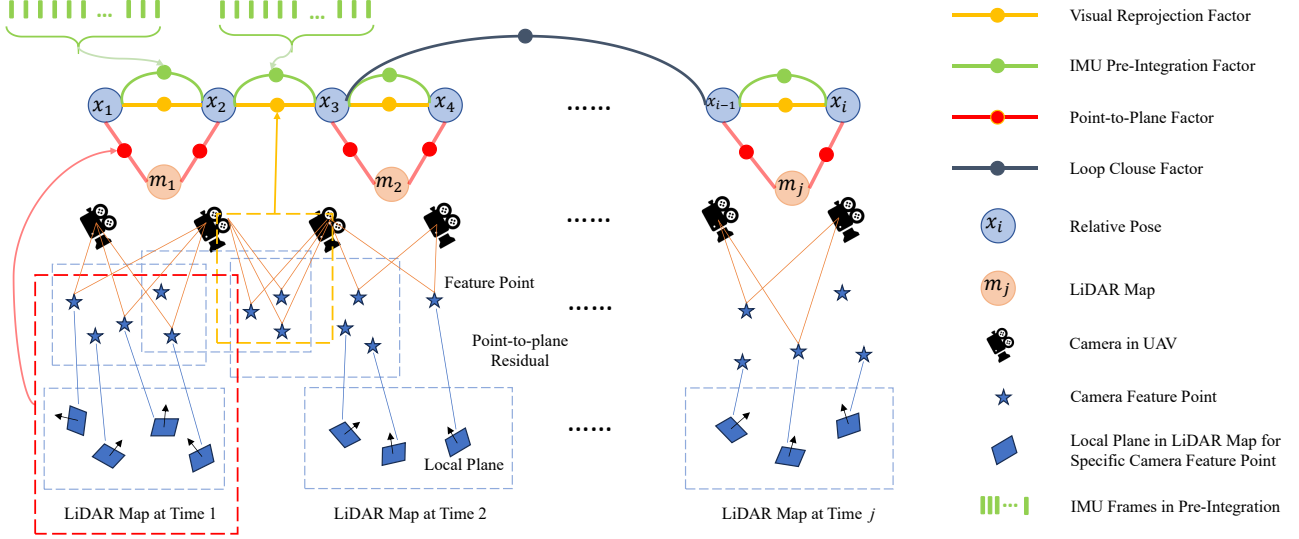 ...
...
x₁
x₂
x₃
x₄
......
xᵢ₋₁
xᵢ
m₁
m₂
mⱼ
......
Feature Point
......
Point-to-plane
Residual
......
Local Plane
LiDAR Map at Time 1
LiDAR Map at Time 2
LiDAR Map at Time j
Visual Reprojection Factor
IMU Pre-Integration Factor
Point-to-Plane Factor
Loop Clouse Factor
xᵢ
Relative Pose
mⱼ
LiDAR Map
Camera in UAV
Camera Feature Point
Local Plane in LiDAR Map for
Specific Camera Feature Point
...
IMU Frames in Pre-Integration